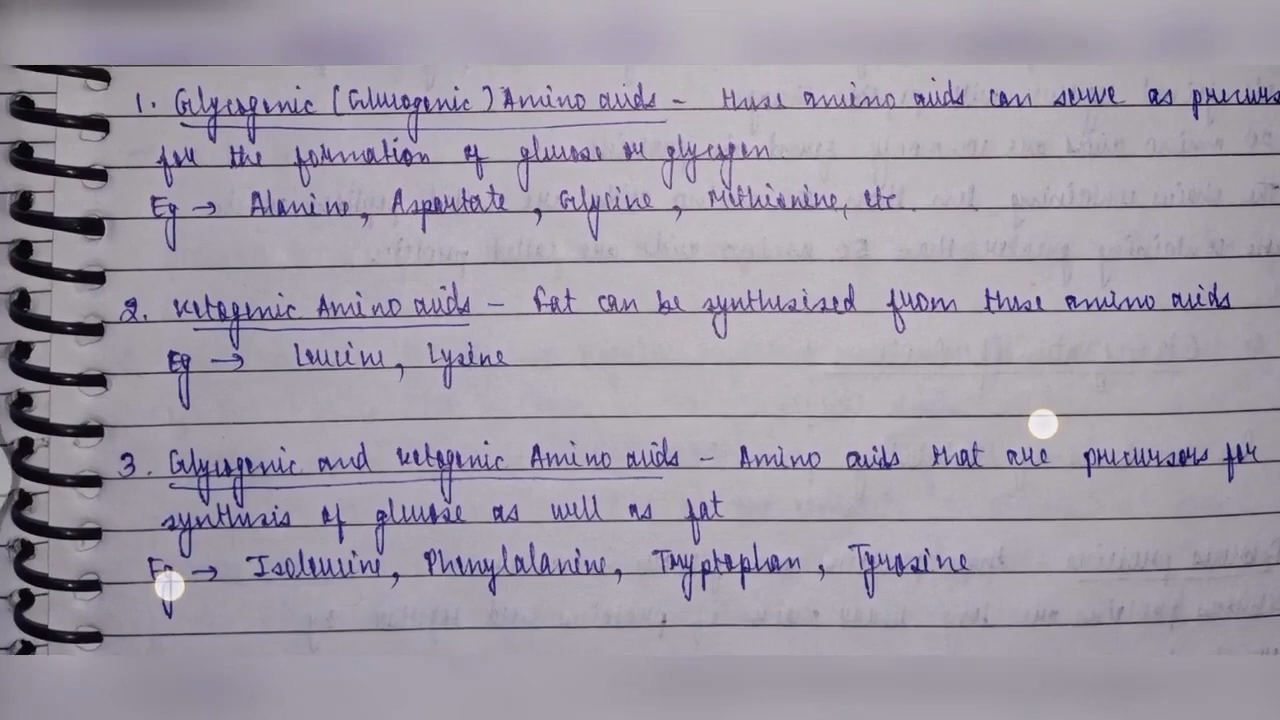 1. Glycogenic (Glucogenic) Amino acids - these amino acids can serve as precurs
for the formation of glucose or glycogen
Eg → Alanine, Aspartate, Glycine, Methionine, etc.
2. Ketogenic Amino acids - Fat can be synthesized from these amino acids
Eg → Leucine, Lysine
3. Glycogenic and ketogenic Amino acids - Amino acids that are precursors for
synthesis of glucose as well as fat
Eg → Isoleucine, Phenylalanine, Tryptophan, Tyrosine